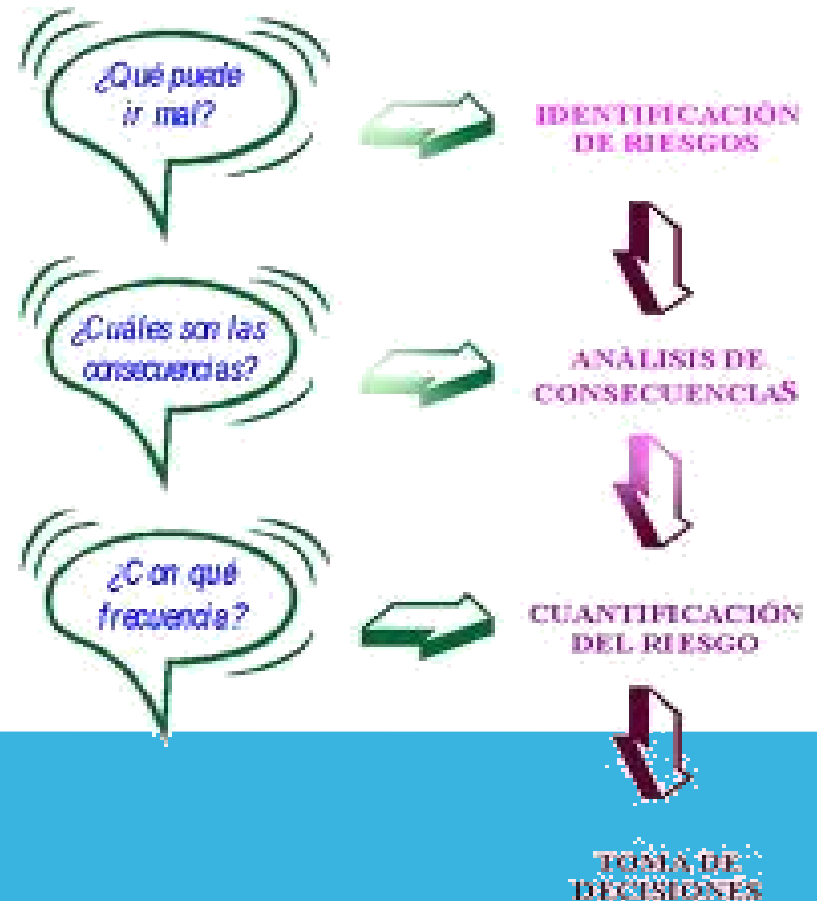 ¿Qué puede
ir mal?
IDENTIFICACIÓN
DE RIESGOS
¿Cuáles son las
consecuencias?
ANÀLISIS DE
CONSECUENCIAS
¿Con qué
frecuencia?
CUANTIFICACIÓN
DEL RIESGO
TOMA DE
DECISIONES